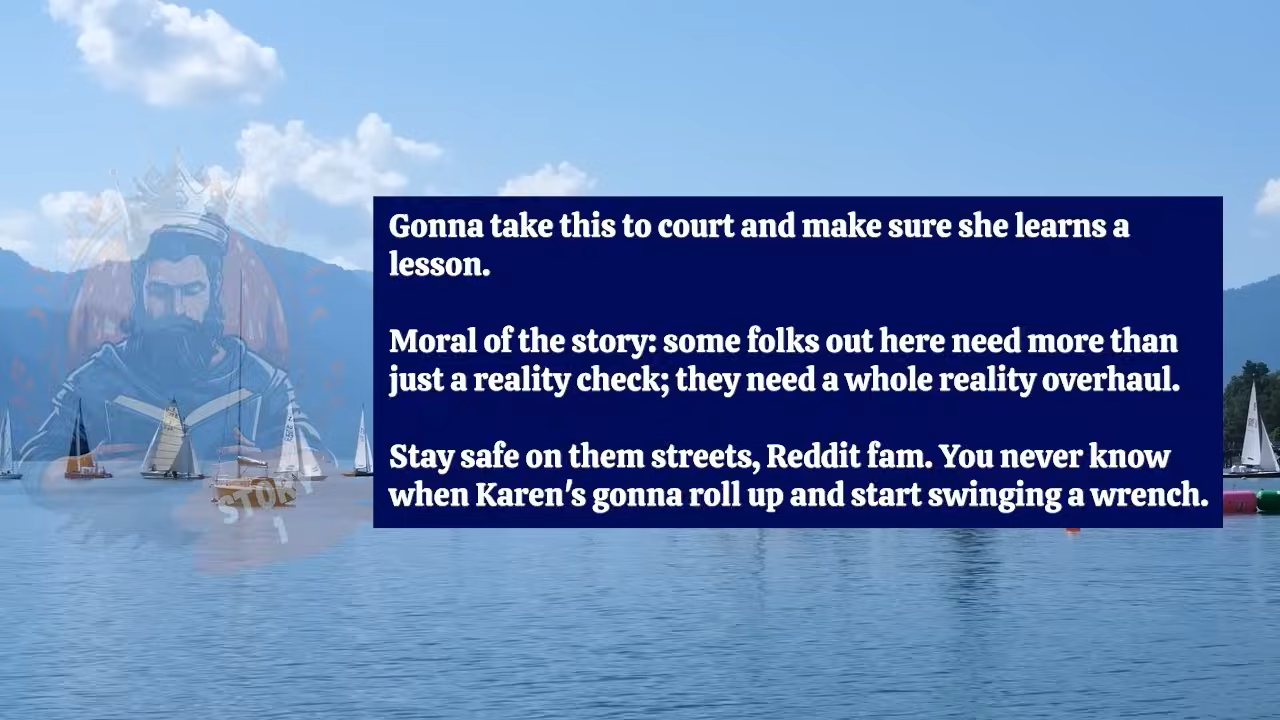 Gonna take this to court and make sure she learns a
lesson.
Moral of the story: some folks out here need more than
just a reality check; they need a whole reality overhaul.
Stay safe on them streets, Reddit fam. You never know
when Karen's gonna roll up and start swinging a wrench.
STORY
1